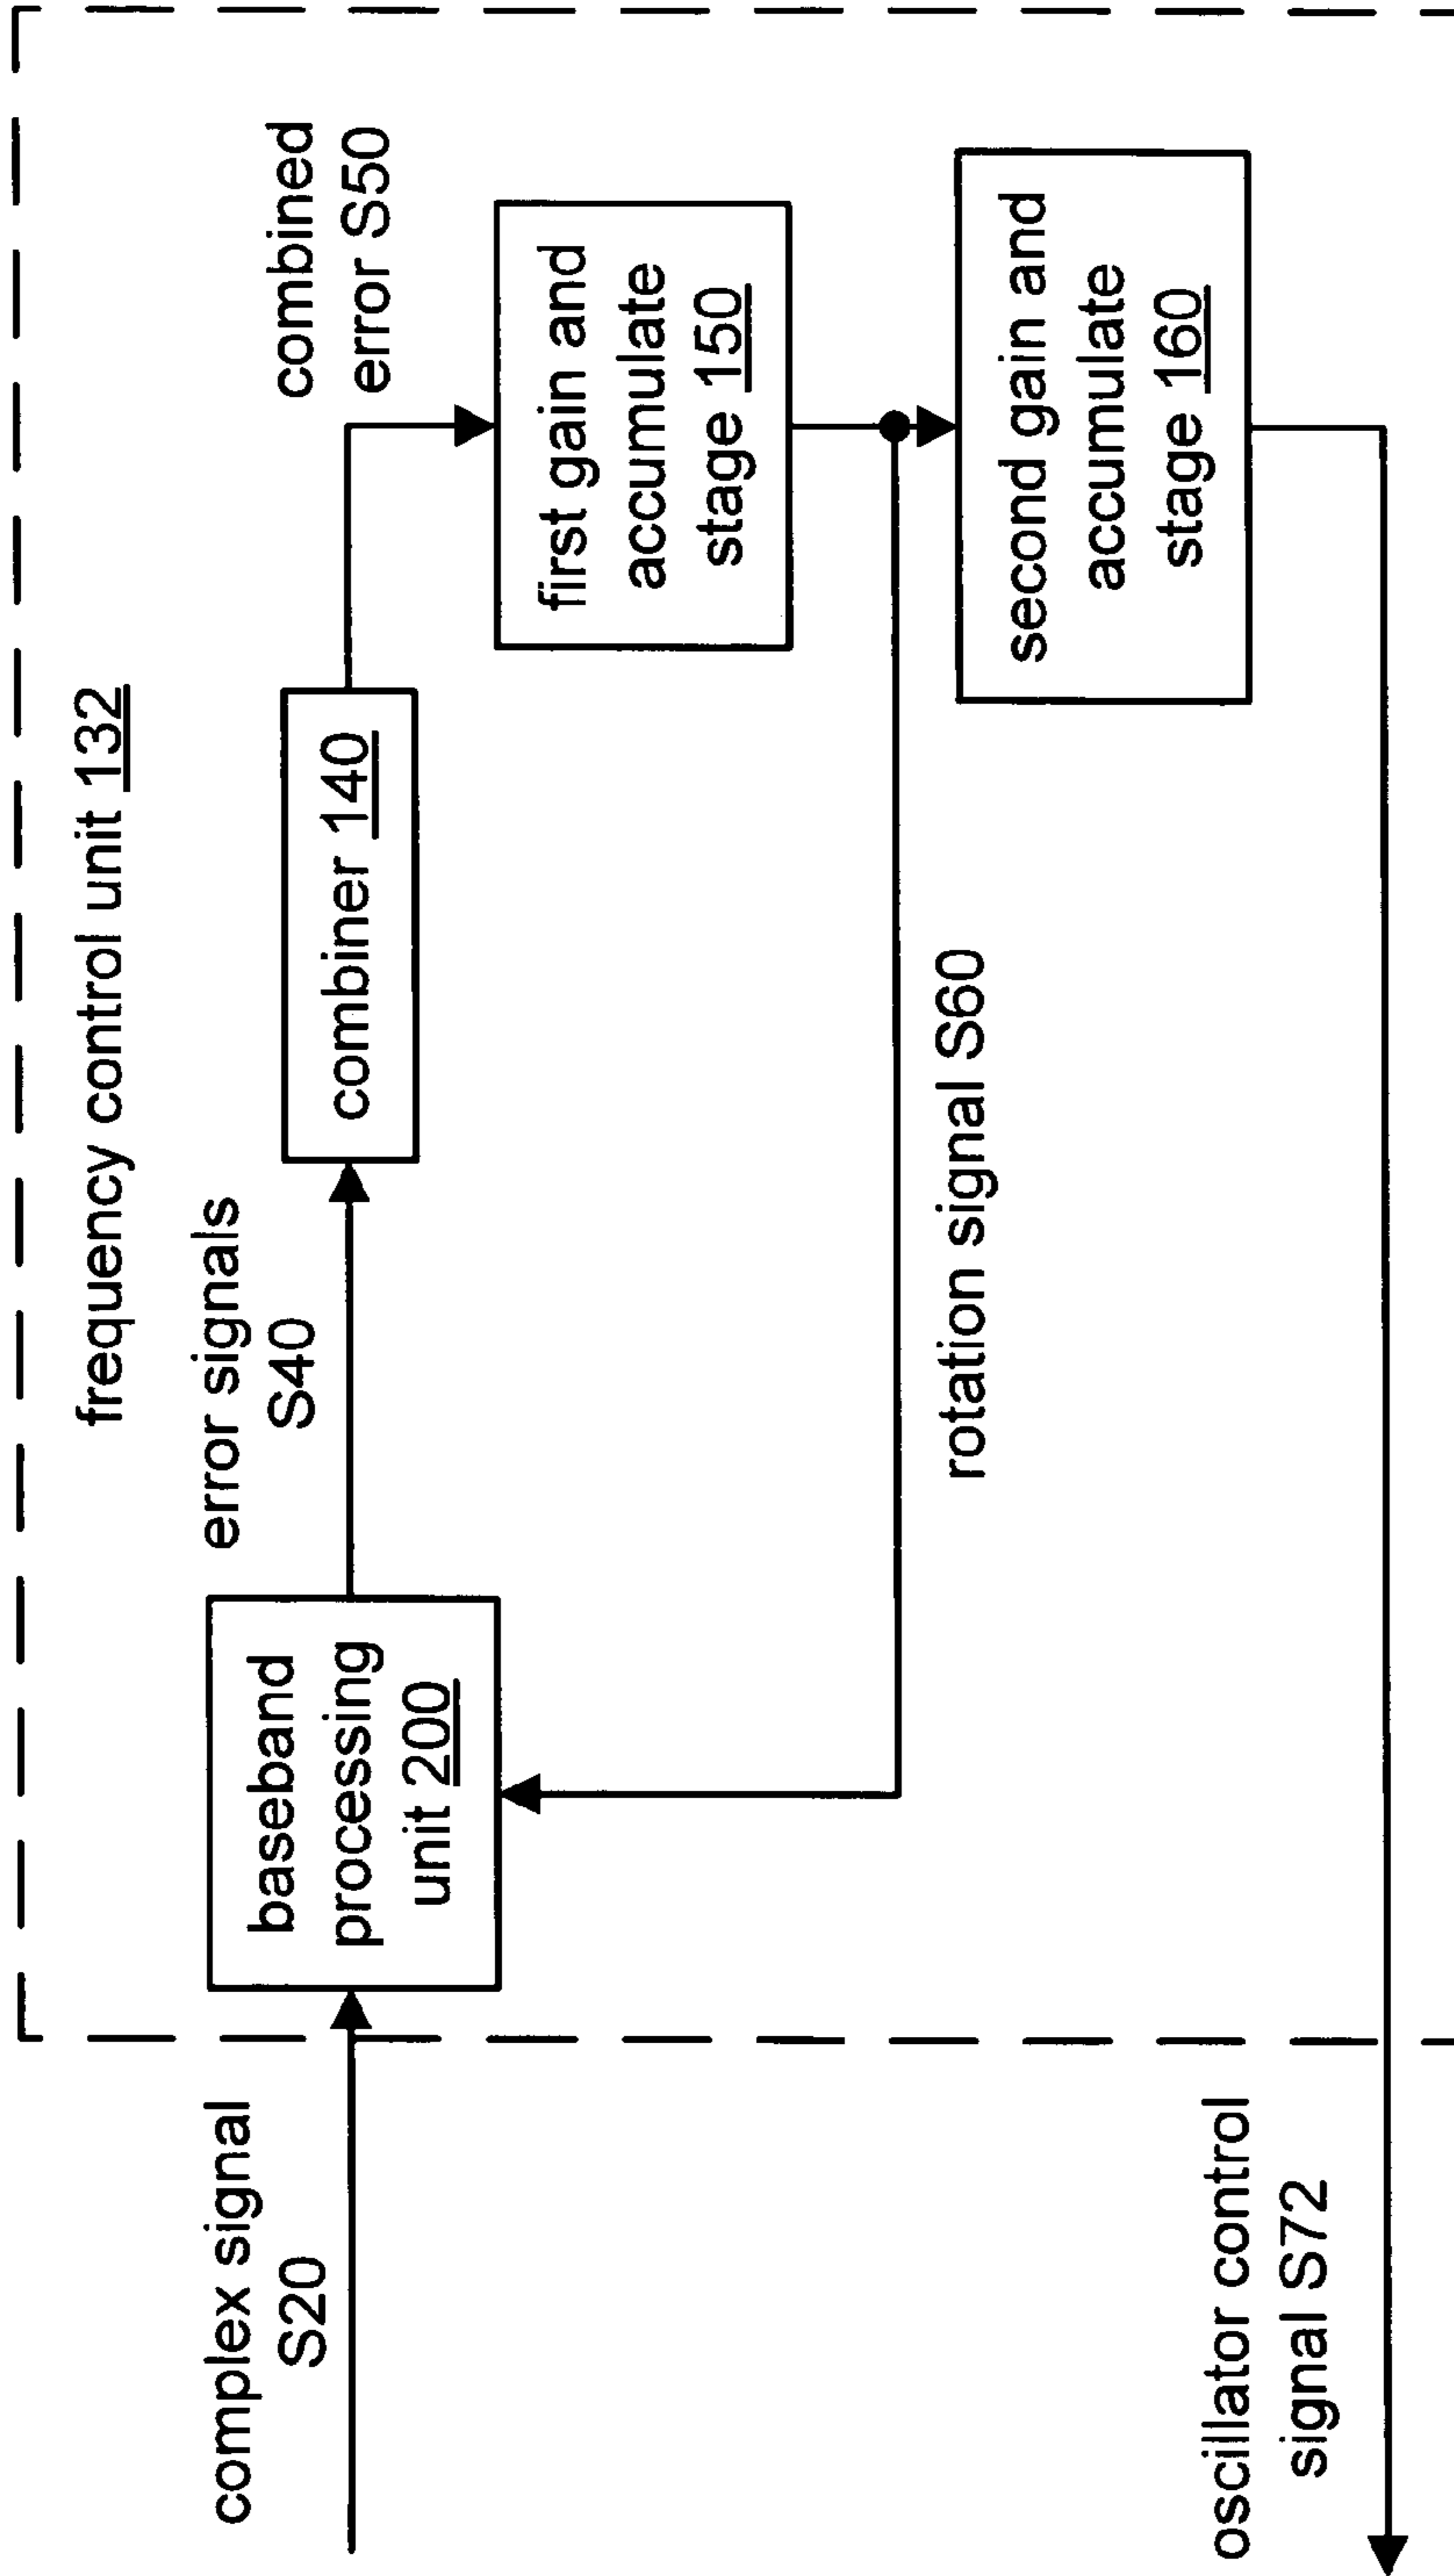 frequency control unit 132
complex signal
S20
error signals
S40
combined
error S50
baseband
processing
unit 200
combiner 140
first gain and
accumulate
stage 150
rotation signal S60
second gain and
accumulate
stage 160
oscillator control
signal S72